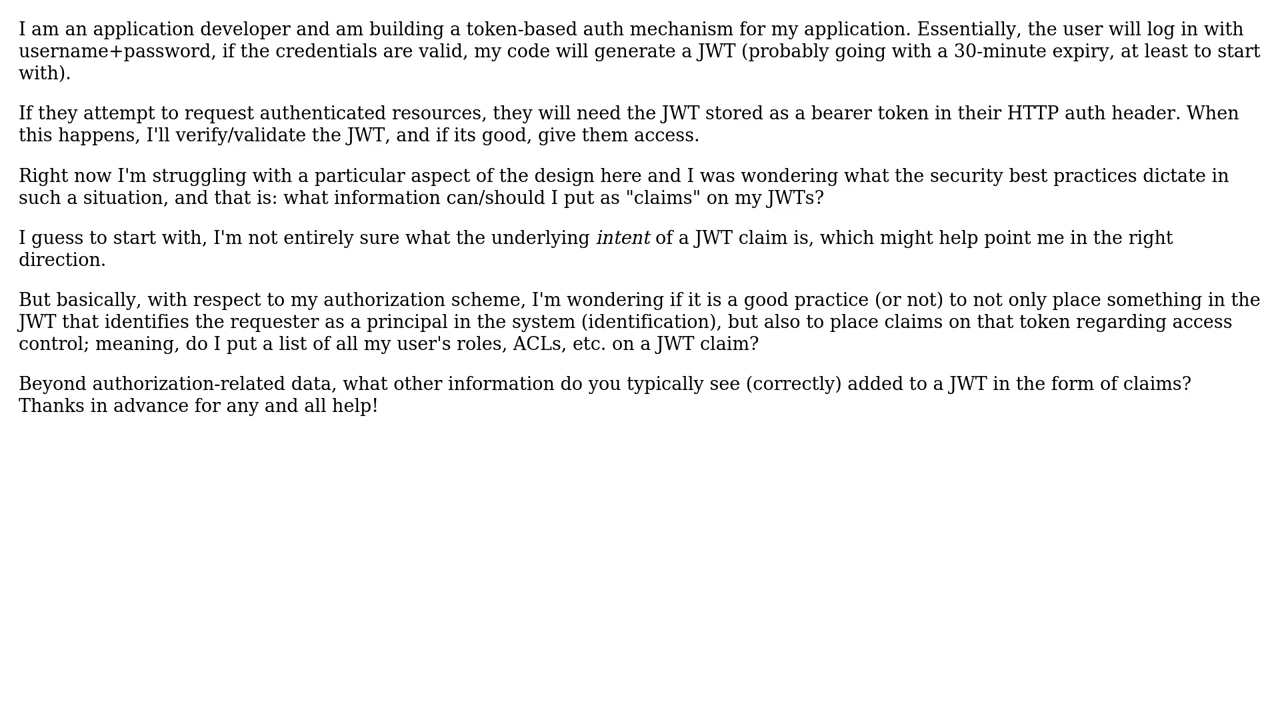 I am an application developer and am building a token-based auth mechanism for my application. Essentially, the user will log in with
username+password, if the credentials are valid, my code will generate a JWT (probably going with a 30-minute expiry, at least to start
with).
If they attempt to request authenticated resources, they will need the JWT stored as a bearer token in their HTTP auth header. When
this happens, I'll verify/validate the JWT, and if its good, give them access.
Right now I'm struggling with a particular aspect of the design here and I was wondering what the security best practices dictate in
such a situation, and that is: what information can/should I put as "claims" on my JWTs?
I guess to start with, I'm not entirely sure what the underlying intent of a JWT claim is, which might help point me in the right
direction.
But basically, with respect to my authorization scheme, I'm wondering if it is a good practice (or not) to not only place something in the
JWT that identifies the requester as a principal in the system (identification), but also to place claims on that token regarding access
control; meaning, do I put a list of all my user's roles, ACLs, etc. on a JWT claim?
Beyond authorization-related data, what other information do you typically see (correctly) added to a JWT in the form of claims?
Thanks in advance for any and all help!